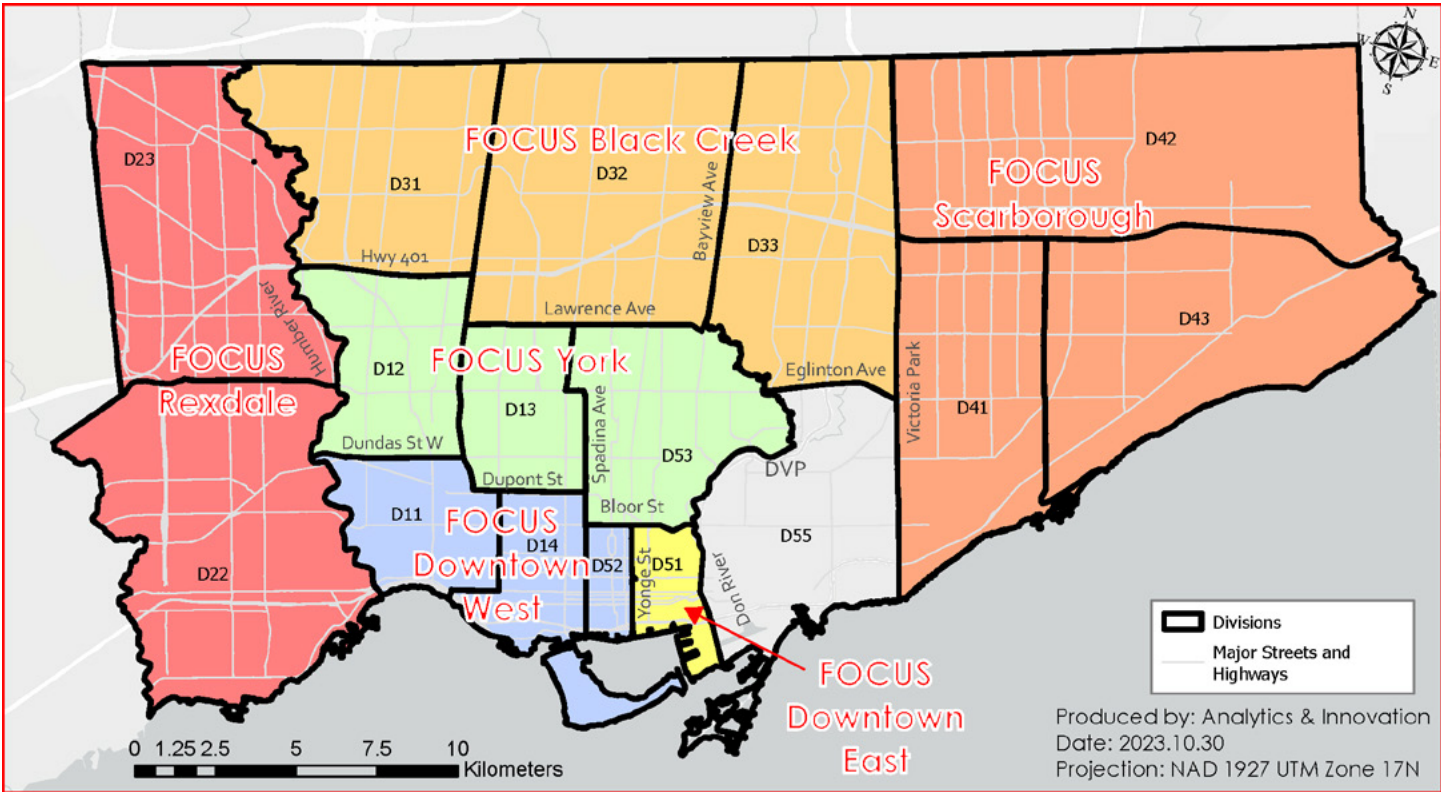 N
W
E
S
FOCUS Black Creek
D42
D23
D31
D32
FOCUS
Scarborough
Bayview Ave
D33
Hwy 401
Humber River
Lawrence Ave
D43
FOCUS
Rexdale
D12
FOCUS York
Eglinton Ave
Victoria Park
D13
D41
Spadina Ave
Dundas St W
D53
DVP
Dupont St
Bloor St
D11
FOCUS
Downtown
West
D14
D55
D52
Yonge St
D51
D22
Don River
FOCUS
Downtown
East
Divisions
Major Streets and
Highways
Produced by: Analytics & Innovation
Date: 2023.10.30
Projection: NAD 1927 UTM Zone 17N
0 1.25 2.5 5 7.5 10
Kilometers